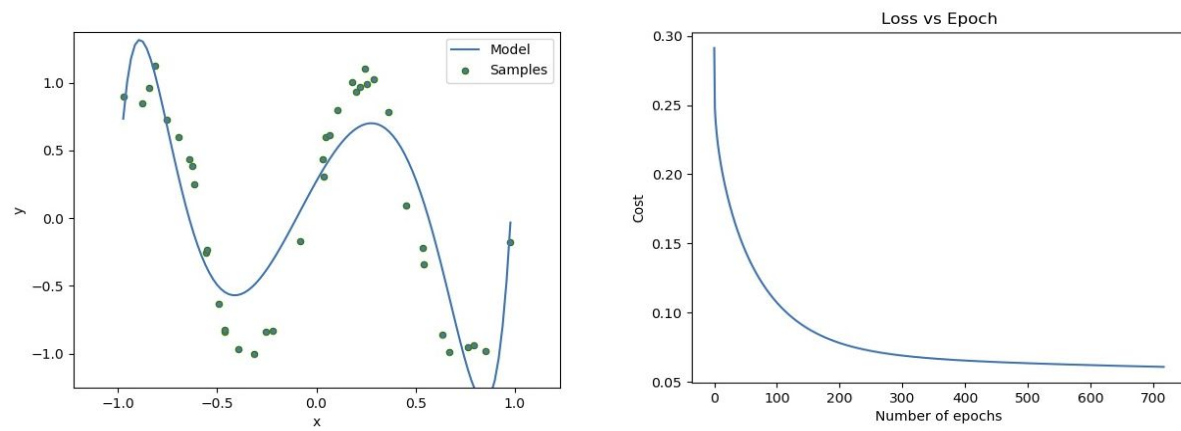 Model
Samples
1.0
0.5
0.0
−0.5
−1.0
y
−1.0 −0.5 0.0 0.5 1.0
x
Loss vs Epoch
0.30
0.25
0.20
0.15
0.10
0.05
Cost
0 100 200 300 400 500 600 700
Number of epochs